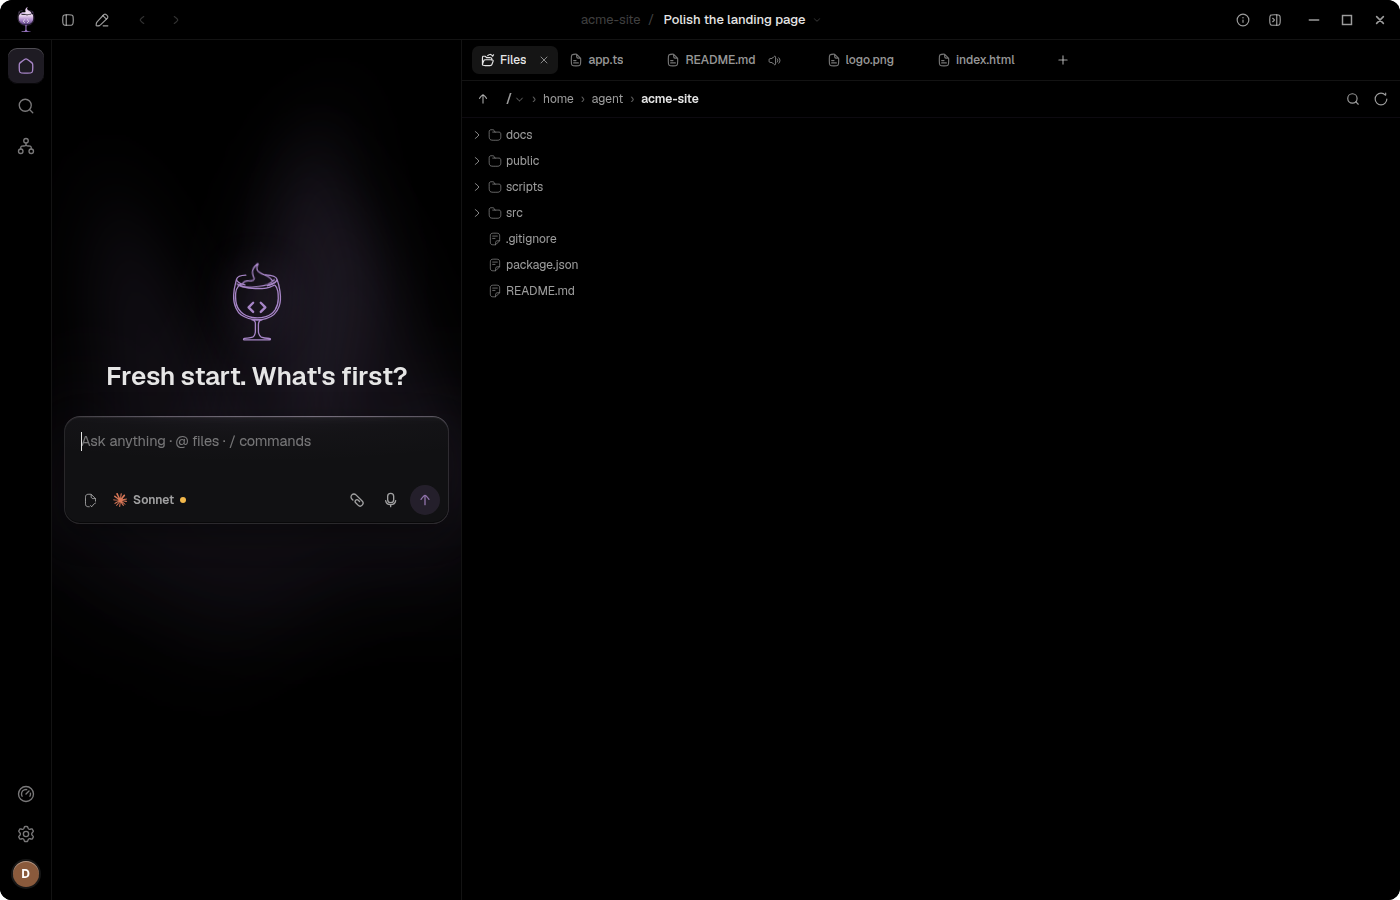 acme-site / Polish the landing page
Files
app.ts
README.md
logo.png
index.html
/ › home › agent › acme-site
docs
public
scripts
src
.gitignore
package.json
README.md
Fresh start. What's first?
Ask anything · @ files · / commands
Sonnet
D